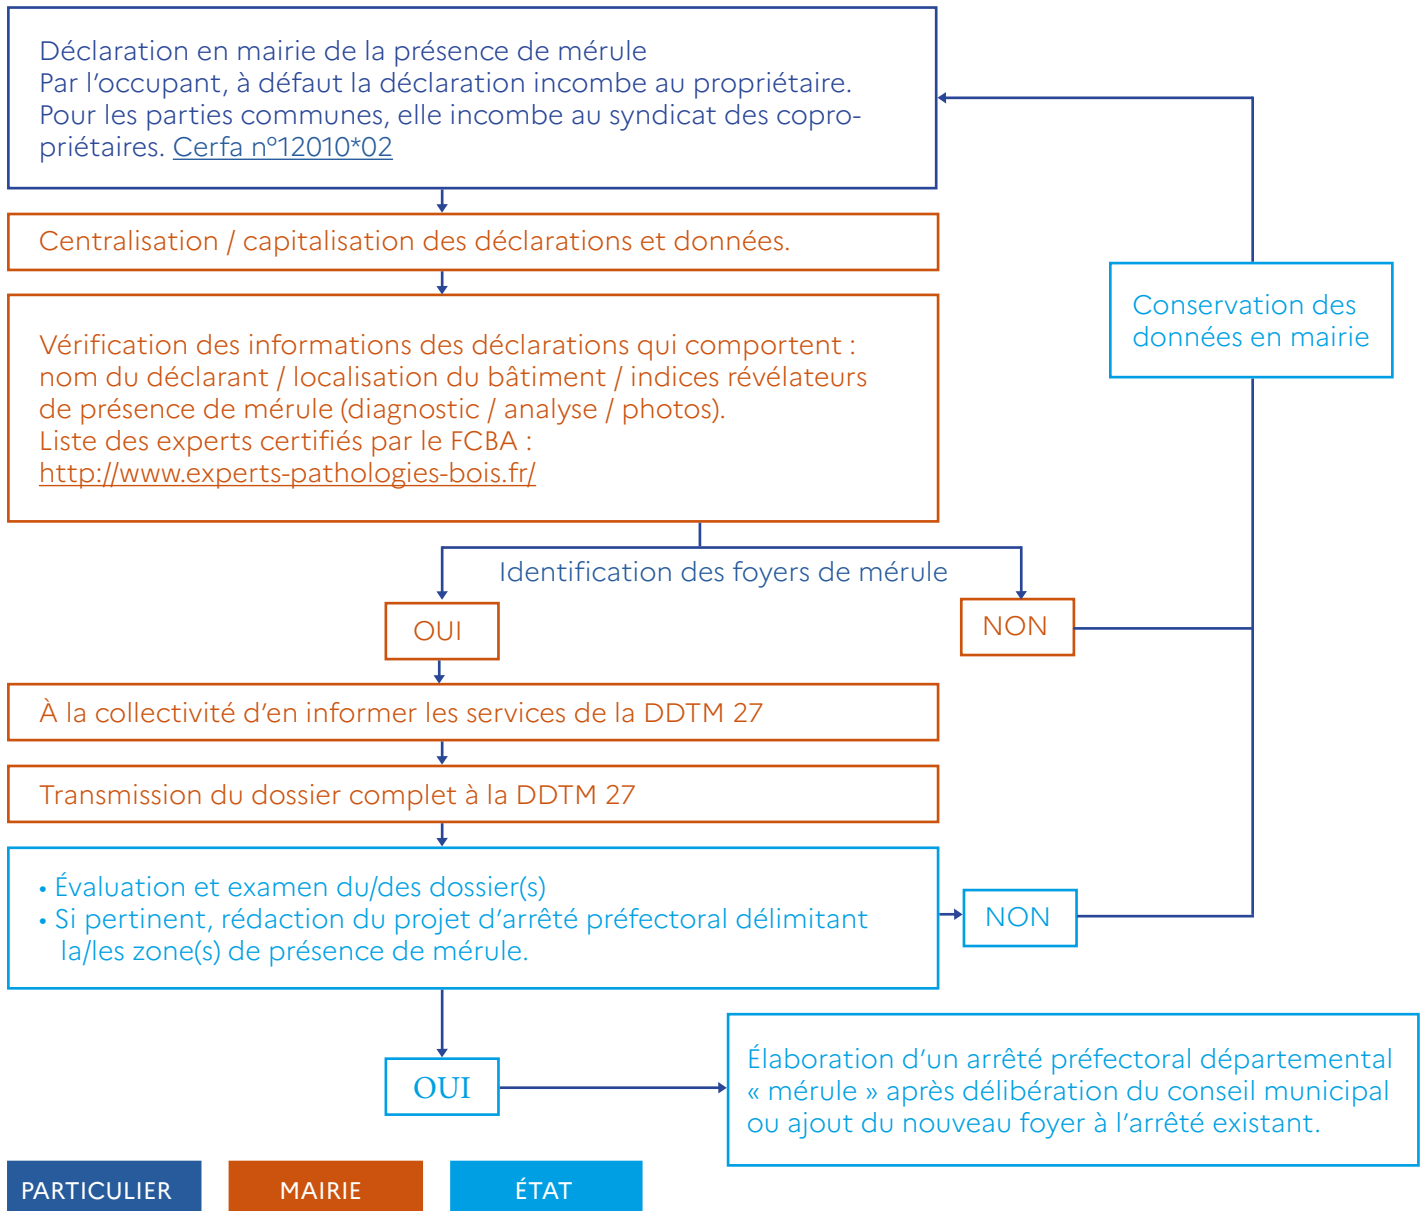 Déclaration en mairie de la présence de mérule
Par l’occupant, à défaut la déclaration incombe au propriétaire.
Pour les parties communes, elle incombe au syndicat des copro-
priétaires. Cerfa n°12010*02
Centralisation / capitalisation des déclarations et données.
Conservation des
données en mairie
Vérification des informations des déclarations qui comportent :
nom du déclarant / localisation du bâtiment / indices révélateurs
de présence de mérule (diagnostic / analyse / photos).
Liste des experts certifiés par le FCBA :
http://www.experts-pathologies-bois.fr/
Identification des foyers de mérule
OUI
NON
À la collectivité d’en informer les services de la DDTM 27
Transmission du dossier complet à la DDTM 27
• Évaluation et examen du/des dossier(s)
• Si pertinent, rédaction du projet d’arrêté préfectoral délimitant
la/les zone(s) de présence de mérule.
NON
OUI
Élaboration d’un arrêté préfectoral départemental
« mérule » après délibération du conseil municipal
ou ajout du nouveau foyer à l’arrêté existant.
PARTICULIER
MAIRIE
ÉTAT